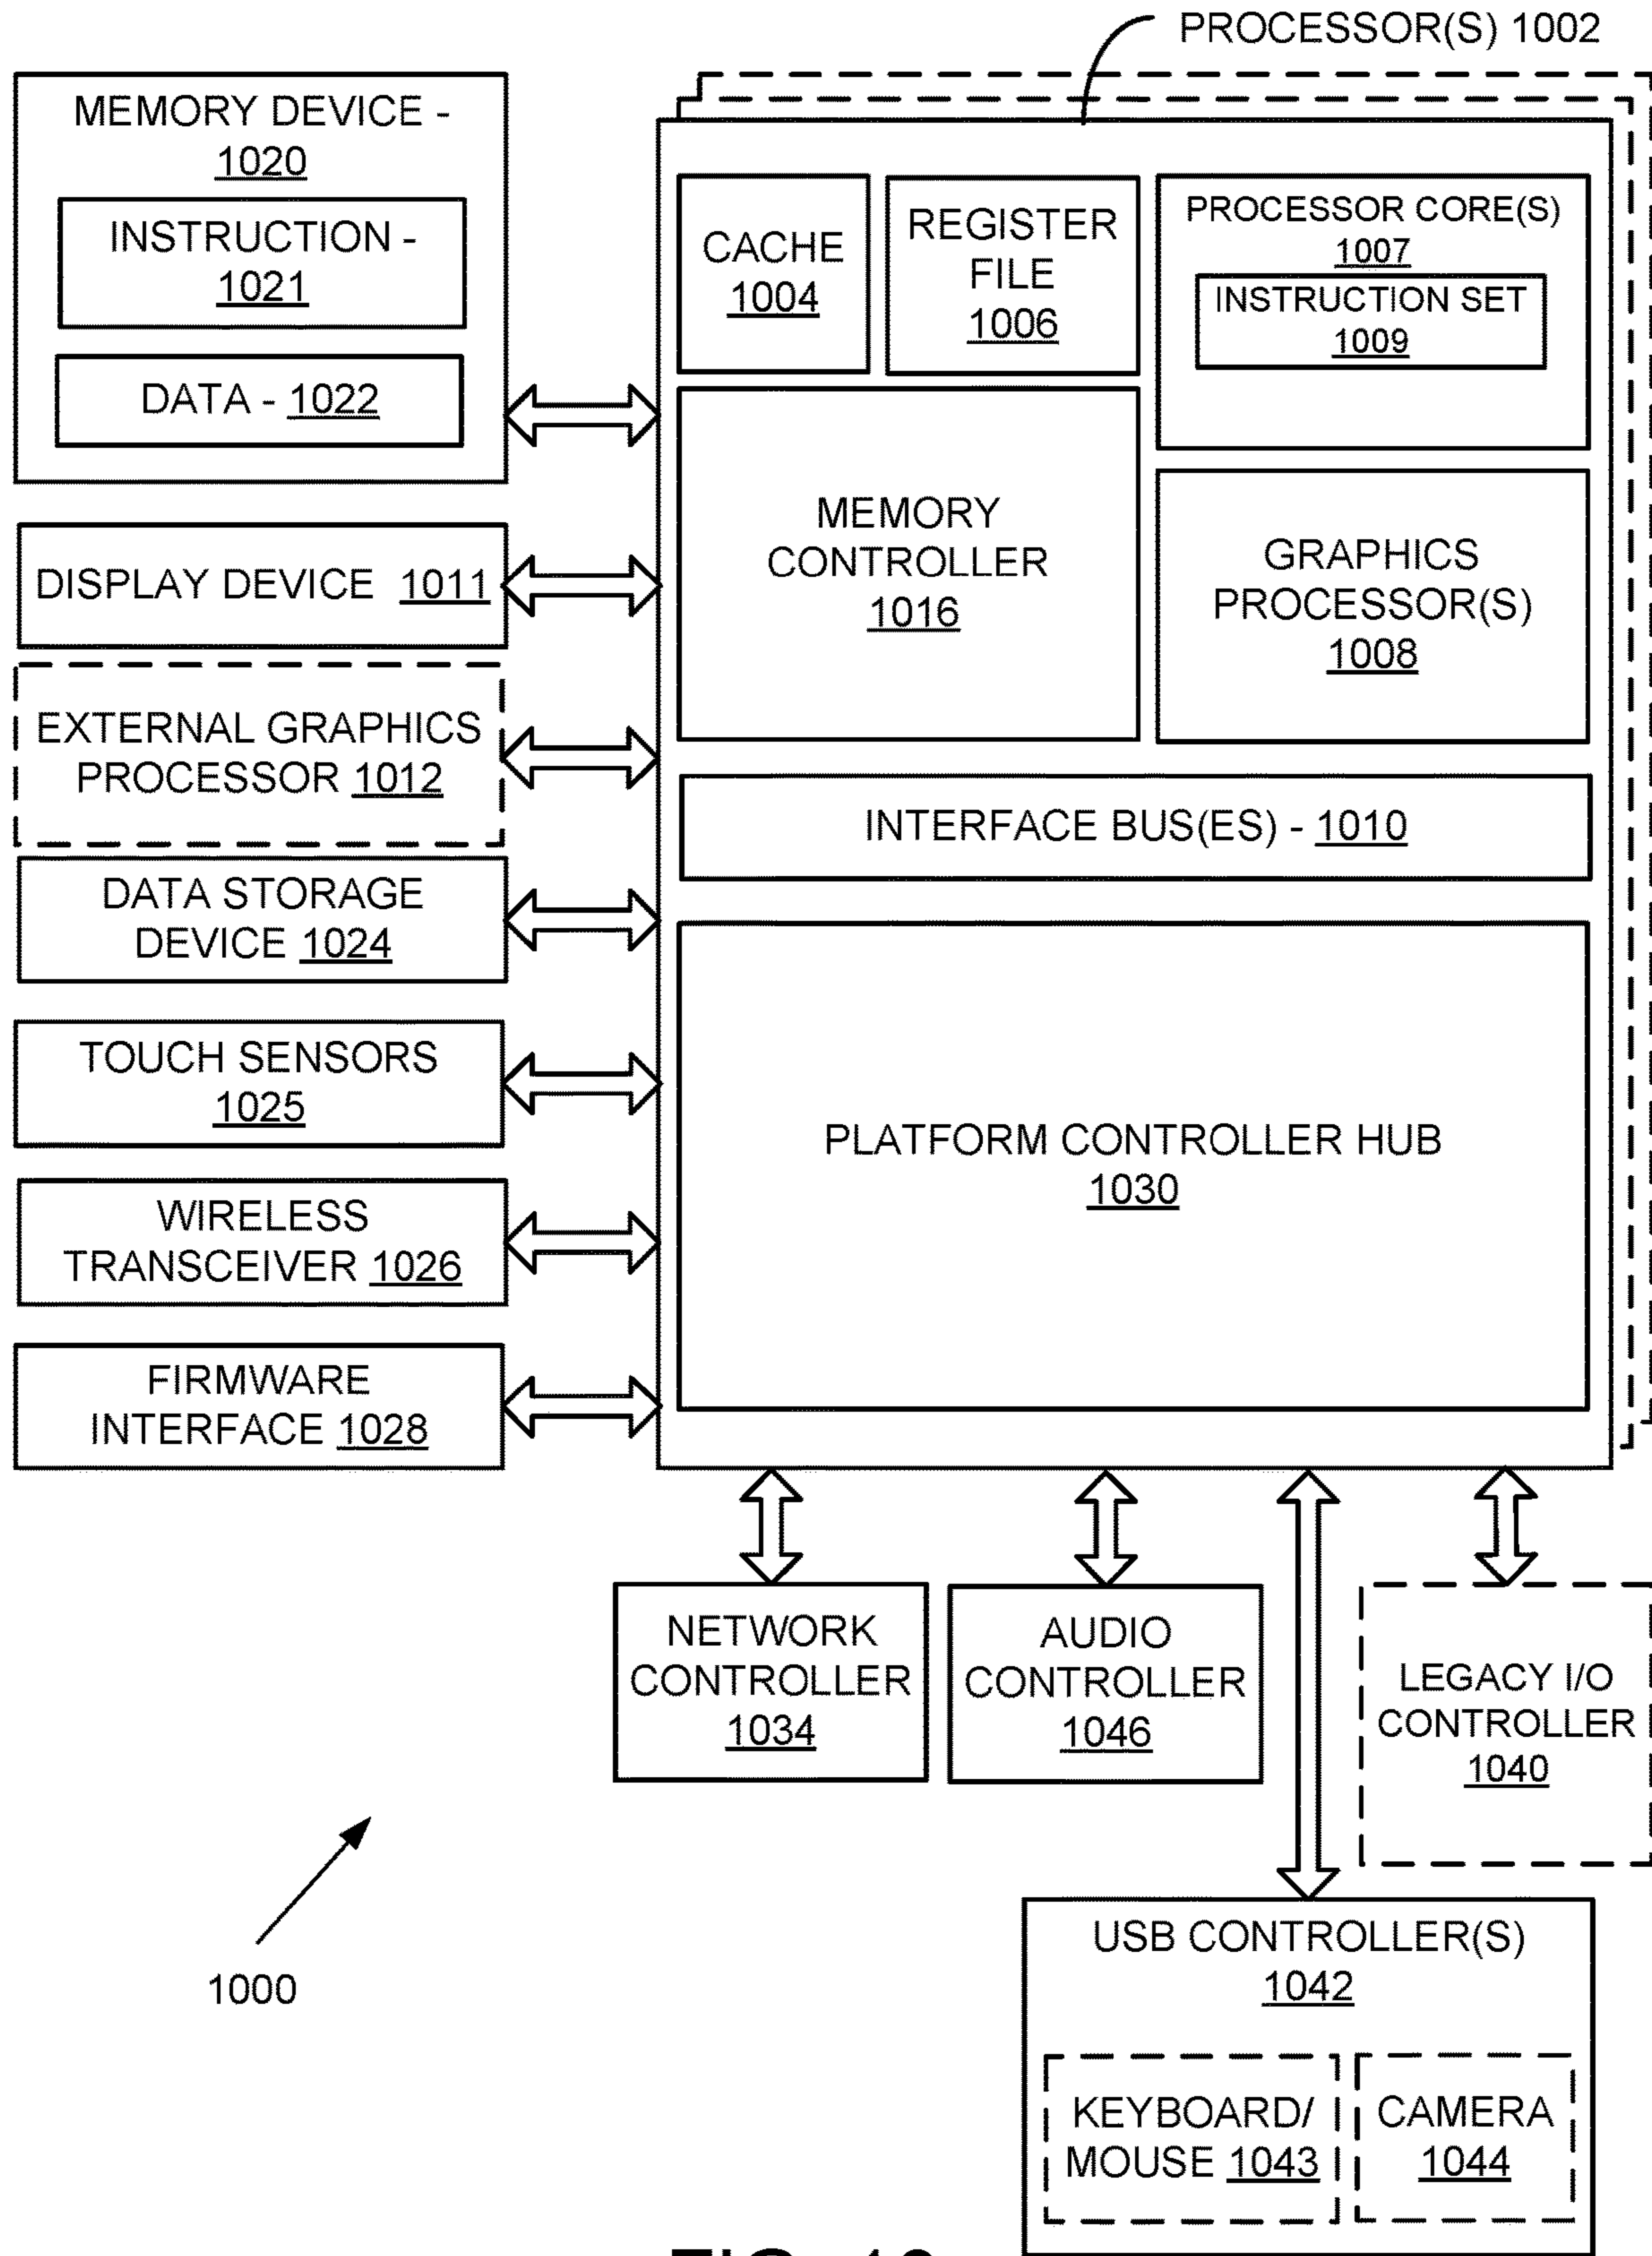 PROCESSOR(S) 1002
MEMORY DEVICE -
1020
INSTRUCTION -
1021
DATA - 1022
DISPLAY DEVICE 1011
EXTERNAL GRAPHICS
PROCESSOR 1012
DATA STORAGE
DEVICE 1024
TOUCH SENSORS
1025
WIRELESS
TRANSCEIVER 1026
FIRMWARE
INTERFACE 1028
CACHE
1004
REGISTER
FILE
1006
PROCESSOR CORE(S)
1007
INSTRUCTION SET
1009
MEMORY
CONTROLLER
1016
GRAPHICS
PROCESSOR(S)
1008
INTERFACE BUS(ES) - 1010
PLATFORM CONTROLLER HUB
1030
NETWORK
CONTROLLER
1034
AUDIO
CONTROLLER
1046
LEGACY I/O
CONTROLLER
1040
USB CONTROLLER(S)
1042
KEYBOARD/
MOUSE 1043
CAMERA
1044
1000